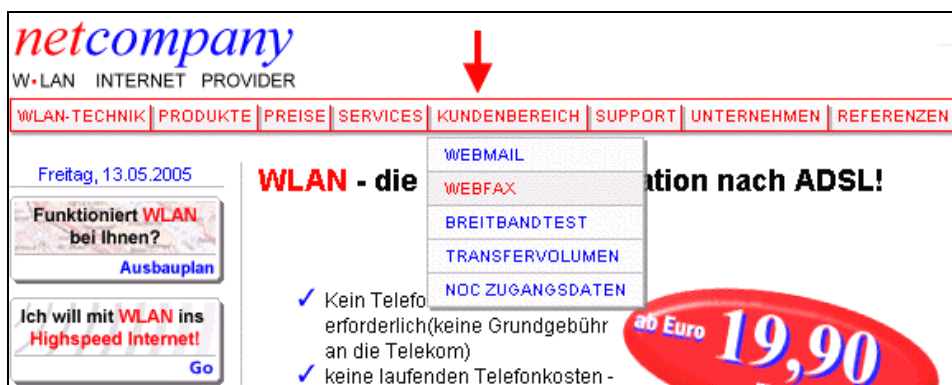 netcompany
W•LAN INTERNET PROVIDER
WLAN-TECHNIK PRODUKTE PREISE SERVICES KUNDENBEREICH SUPPORT UNTERNEHMEN REFERENZEN
WEBMAIL
WEBFAX
BREITBANDTEST
TRANSFERVOLUMEN
NOC ZUGANGSDATEN
Freitag, 13.05.2005
Funktioniert WLAN
bei Ihnen?
Ausbauplan
Ich will mit WLAN ins
Highspeed Internet!
Go
WLAN - die ation nach ADSL!
Kein Telefo
erforderlich(keine Grundgebühr
an die Telekom)
keine laufenden Telefonkosten -
ab Euro 19,90